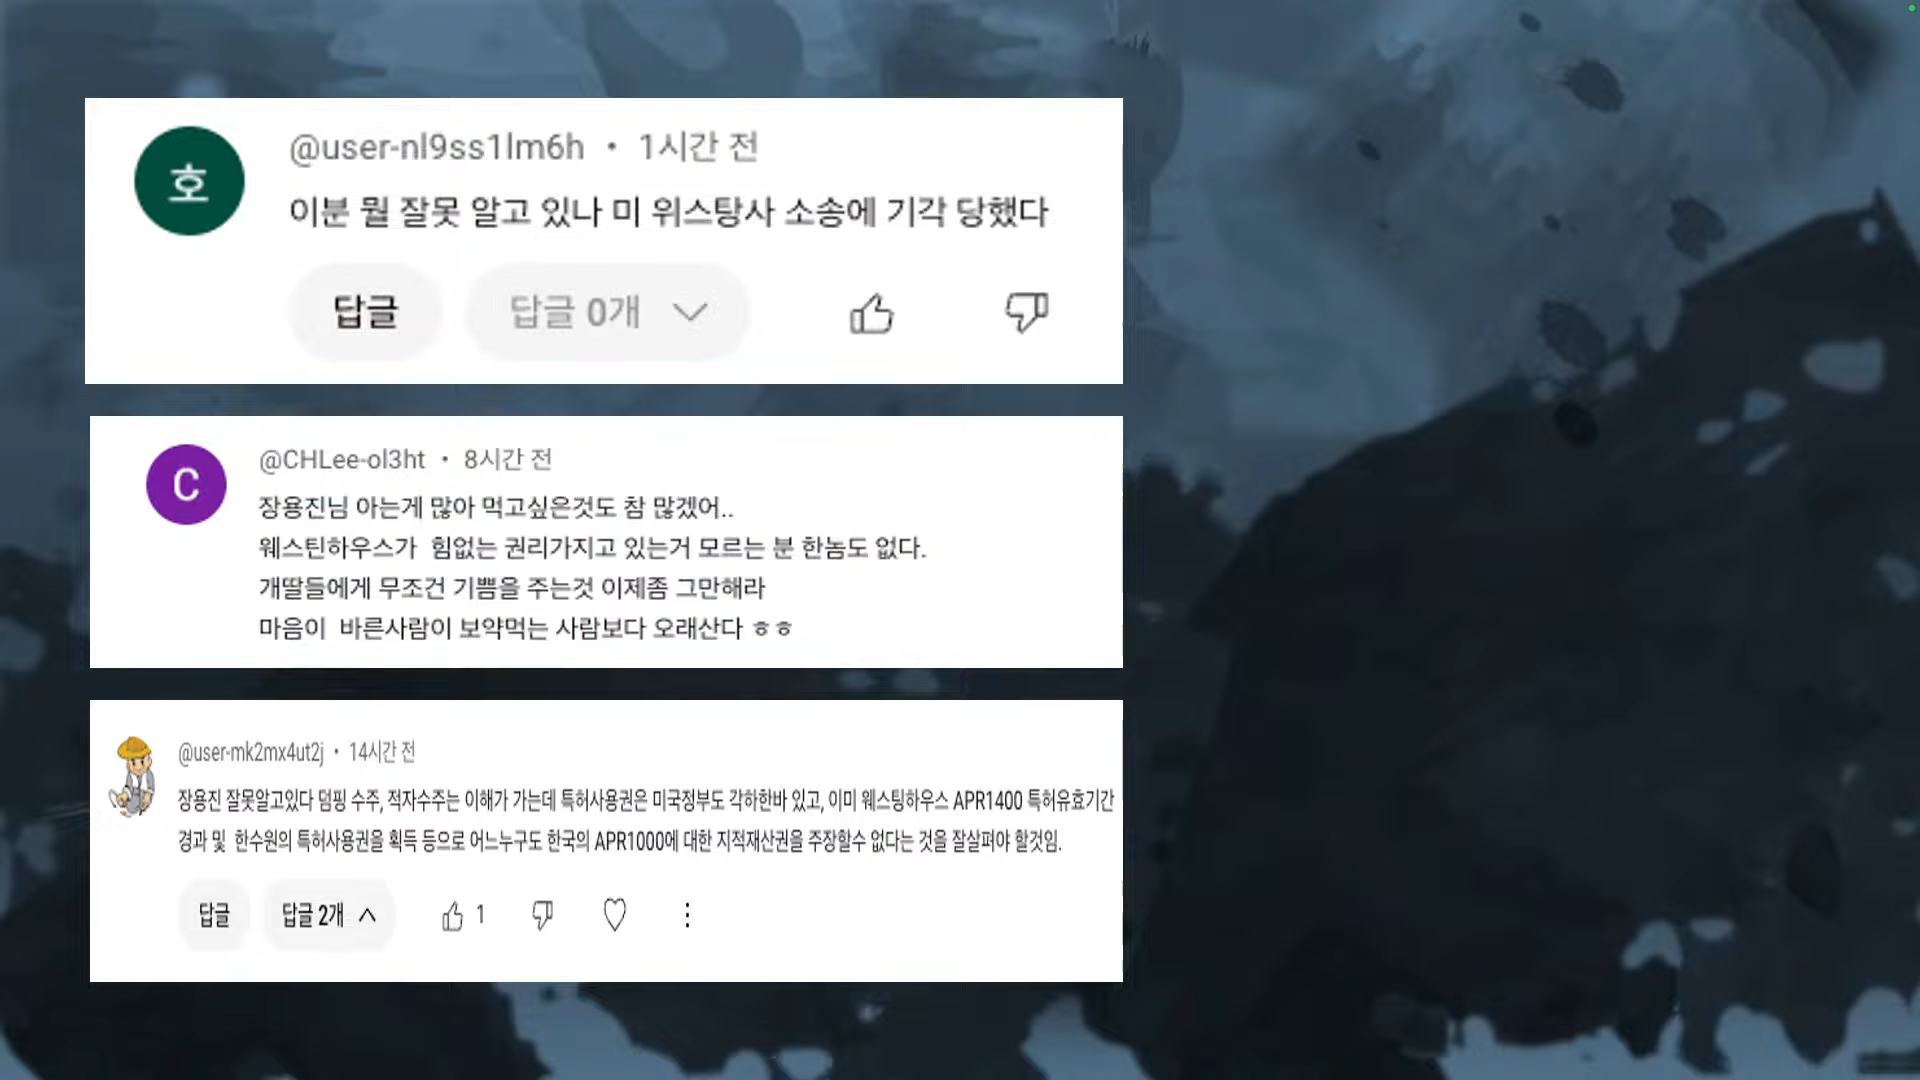 호
@user-nl9ss1lm6h • 1시간 전
이분 뭘 잘못 알고 있나 미 위스탕사 소송에 기각 당했다
답글
답글 0개
C
@CHLee-ol3ht • 8시간 전
장용진님 아는게 많아 먹고싶은것도 참 많겠어..
웨스틴하우스가 힘없는 권리가지고 있는거 모르는 분 한놈도 없다.
개딸들에게 무조건 기쁨을 주는것 이제좀 그만해라
마음이 바른사람이 보약먹는 사람보다 오래산다 ㅎㅎ
@user-mk2mx4ut2j • 14시간 전
장용진 잘못알고있다 덤핑 수주, 적자수주는 이해가 가는데 특허사용권은 미국정부도 각하한바 있고, 이미 웨스팅하우스 APR1400 특허유효기간
경과 및 한수원의 특허사용권을 획득 등으로 어느누구도 한국의 APR1000에 대한 지적재산권을 주장할수 없다는 것을 잘살펴야 할것임.
답글
답글 2개
1